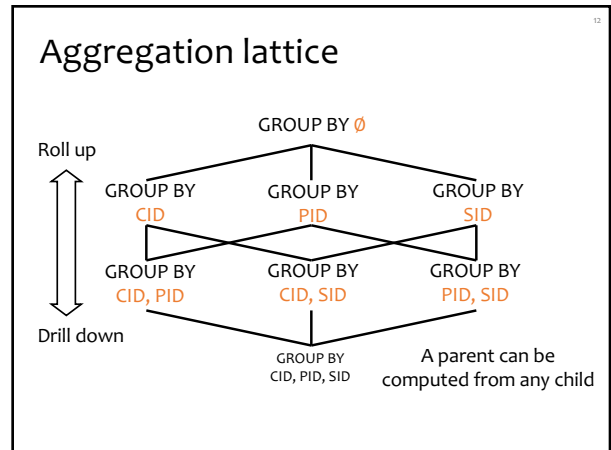 12
Aggregation lattice
GROUP BY Ø
Roll up
GROUP BY
CID
GROUP BY
PID
GROUP BY
SID
GROUP BY
CID, PID
GROUP BY
CID, SID
GROUP BY
PID, SID
Drill down
GROUP BY
CID, PID, SID
A parent can be
computed from any child